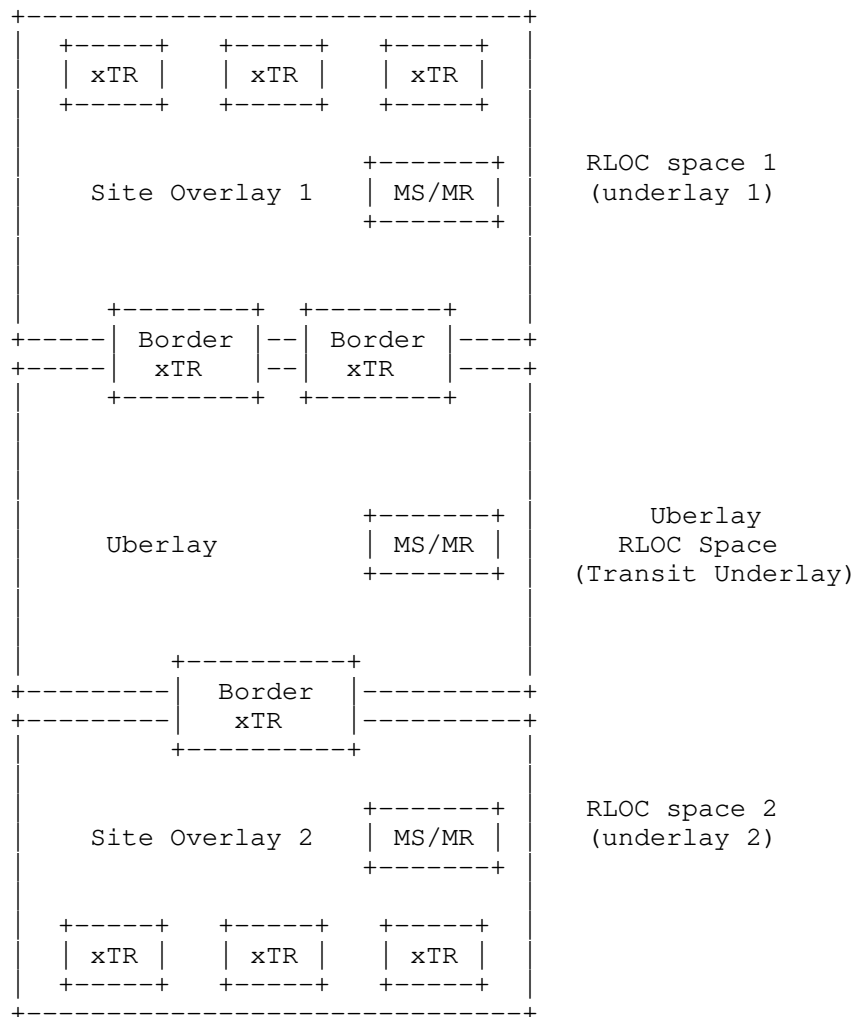 xTR xTR xTR
RLOC space 1
Site Overlay 1 MS/MR (underlay 1)
Border Border
xTR xTR
Uberlay
Uberlay MS/MR RLOC Space
(Transit Underlay)
Border
xTR
RLOC space 2
Site Overlay 2 MS/MR (underlay 2)
xTR xTR xTR